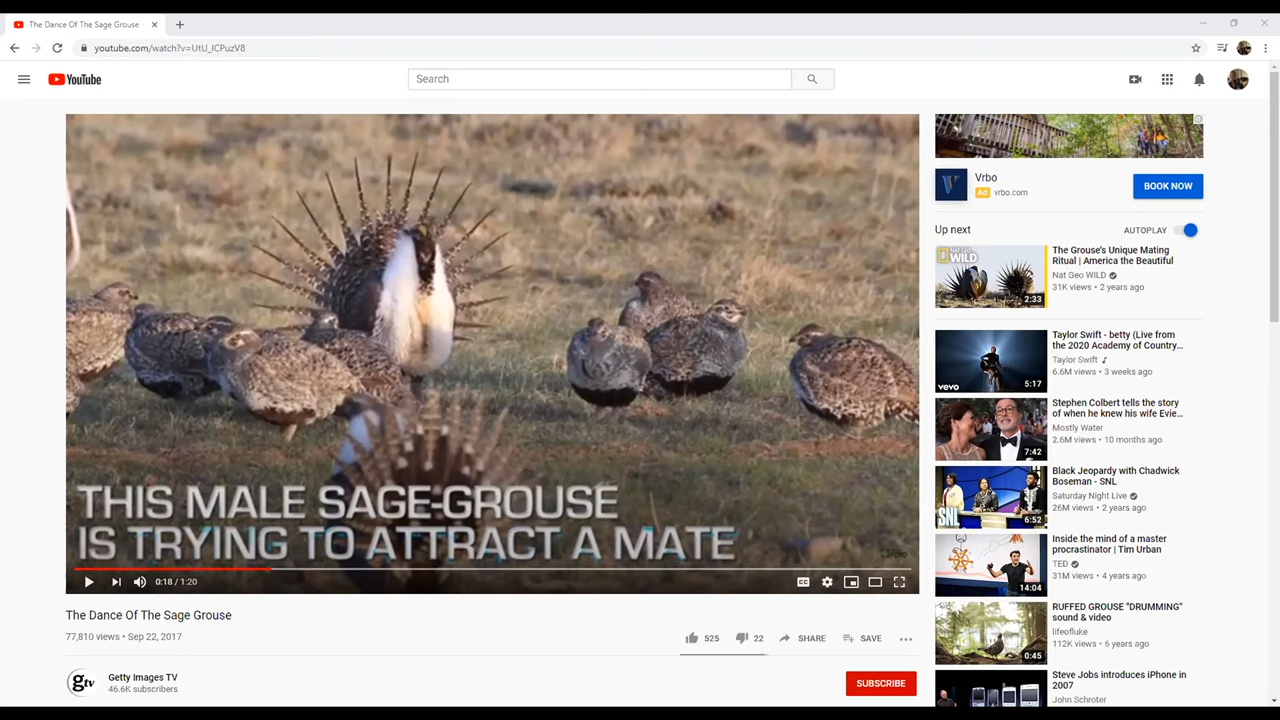 The Dance Of The Sage Grouse
youtube.com/watch?v=UtU_ICPuzV8
YouTube
Search
THIS MALE SAGE-GROUSE
IS TRYING TO ATTRACT A MATE
0:18 / 1:20
CC
The Dance Of The Sage Grouse
77,810 views • Sep 22, 2017
525
22
SHARE
SAVE
gtv
Getty Images TV
46.6K subscribers
SUBSCRIBE
V
Vrbo
Ad vrbo.com
BOOK NOW
Up next
AUTOPLAY
NAT GEO
WILD
2:33
The Grouse's Unique Mating
Ritual | America the Beautiful
Nat Geo WILD
31K views • 2 years ago
vevo
5:17
Taylor Swift - betty (Live from
the 2020 Academy of Country...
Taylor Swift
6.6M views • 3 weeks ago
7:42
Stephen Colbert tells the story
of when he knew his wife Evie...
Mostly Water
2.6M views • 10 months ago
SNL
6:52
Black Jeopardy with Chadwick
Boseman - SNL
Saturday Night Live
26M views • 2 years ago
14:04
Inside the mind of a master
procrastinator | Tim Urban
TED
31M views • 4 years ago
0:45
RUFFED GROUSE "DRUMMING"
sound & video
lifeofluke
112K views • 6 years ago
Steve Jobs introduces iPhone in
2007
John Schroter